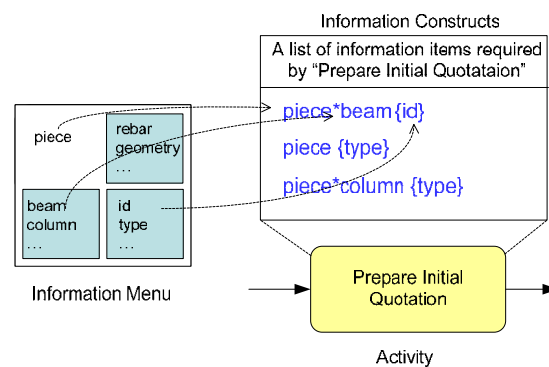 Information Constructs
A list of information items required
by “Prepare Initial Quotataion”
piece*beam{id}
piece {type}
piece*column {type}
piece
rebar
geometry
...
beam
column
...
id
type
...
Information Menu
Prepare Initial
Quotation
Activity